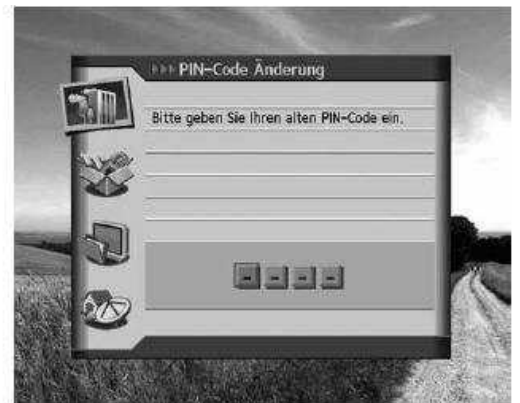 PIN-Code Änderung
Bitte geben Sie Ihren alten PIN-Code ein.
- - - -